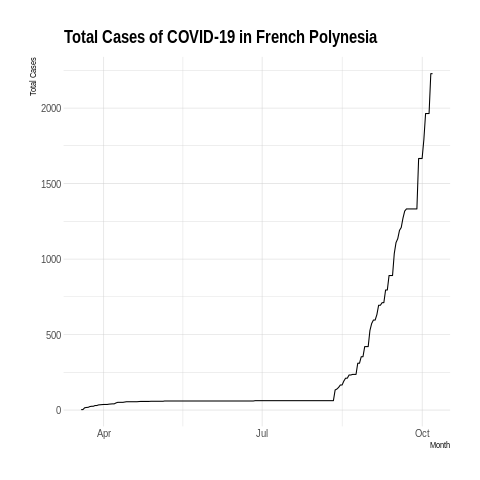 Total Cases of COVID-19 in French Polynesia
Total Cases
2000
1500
1000
500
0
Apr
Jul
Oct
Month